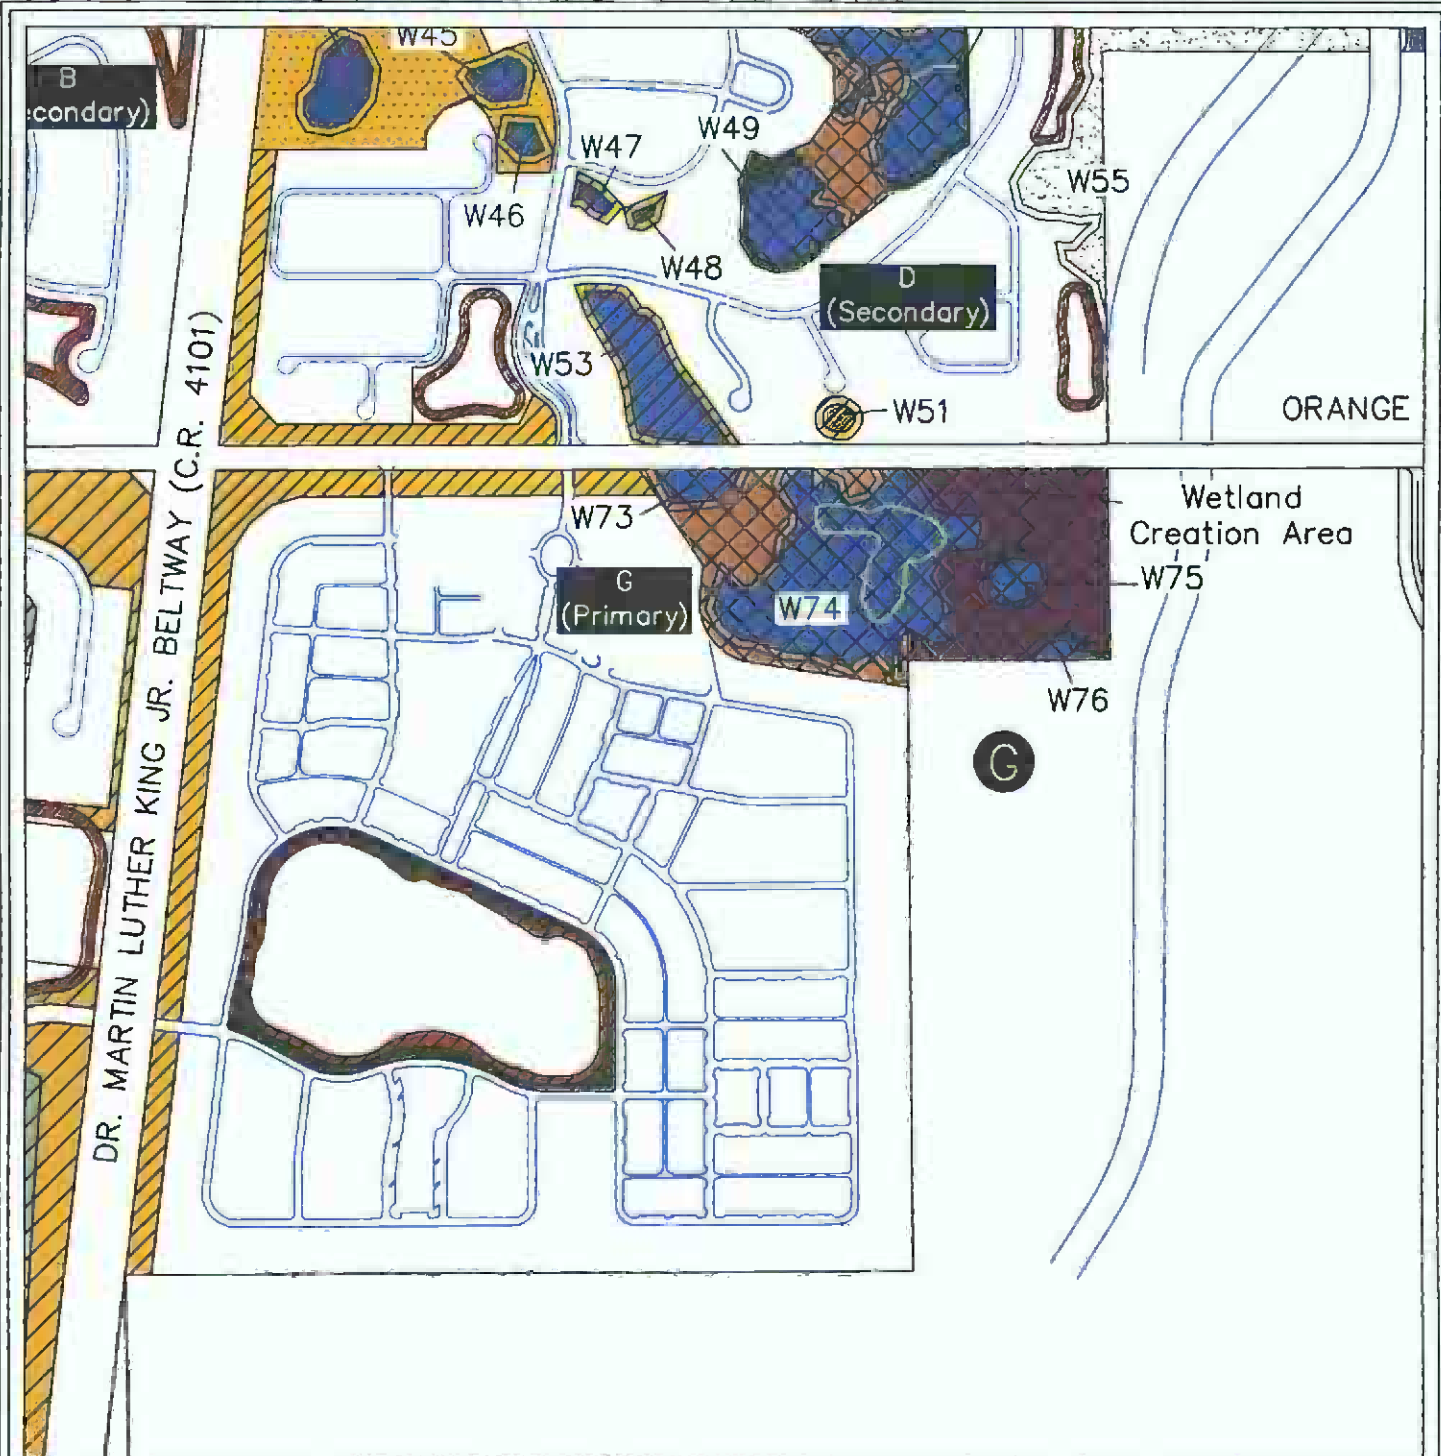 W45
B
econdary)
W49
W47
W55
W46
W48
D
(Secondary)
W53
W51
ORANGE
DR. MARTIN LUTHER KING JR. BELTWAY (C.R. 4101)
Wetland
Creation Area
W73
W75
G
(Primary)
W74
W76
G